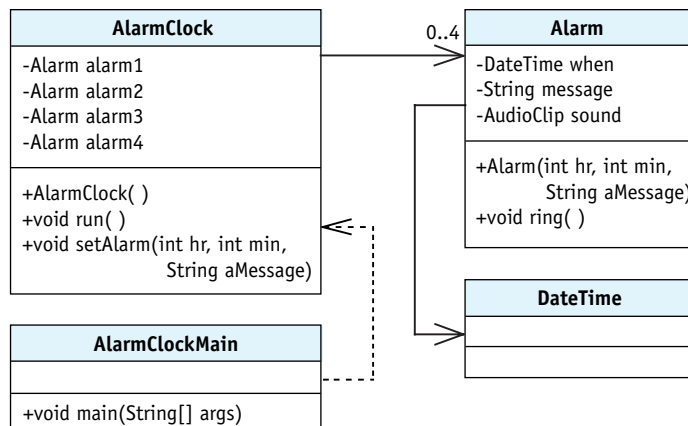 AlarmClock
-Alarm alarm1
-Alarm alarm2
-Alarm alarm3
-Alarm alarm4
+AlarmClock( )
+void run( )
+void setAlarm(int hr, int min,
String aMessage)
0..4
Alarm
-DateTime when
-String message
-AudioClip sound
+Alarm(int hr, int min,
String aMessage)
+void ring( )
AlarmClockMain
+void main(String[] args)
DateTime